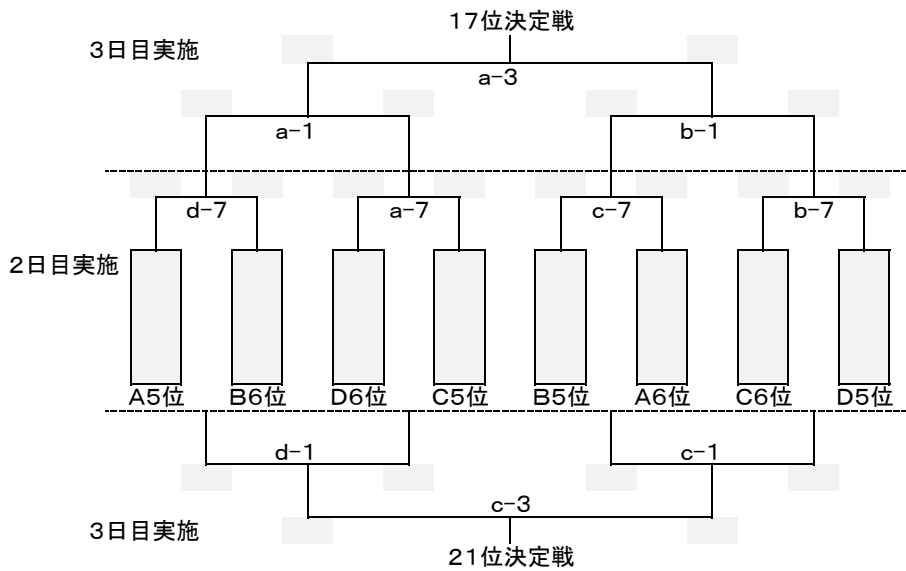 17位決定戦
3日目実施
a-3
a-1
b-1
d-7
a-7
c-7
b-7
2日目実施
A5位
B6位
D6位
C5位
B5位
A6位
C6位
D5位
d-1
c-1
c-3
3日目実施
21位決定戦